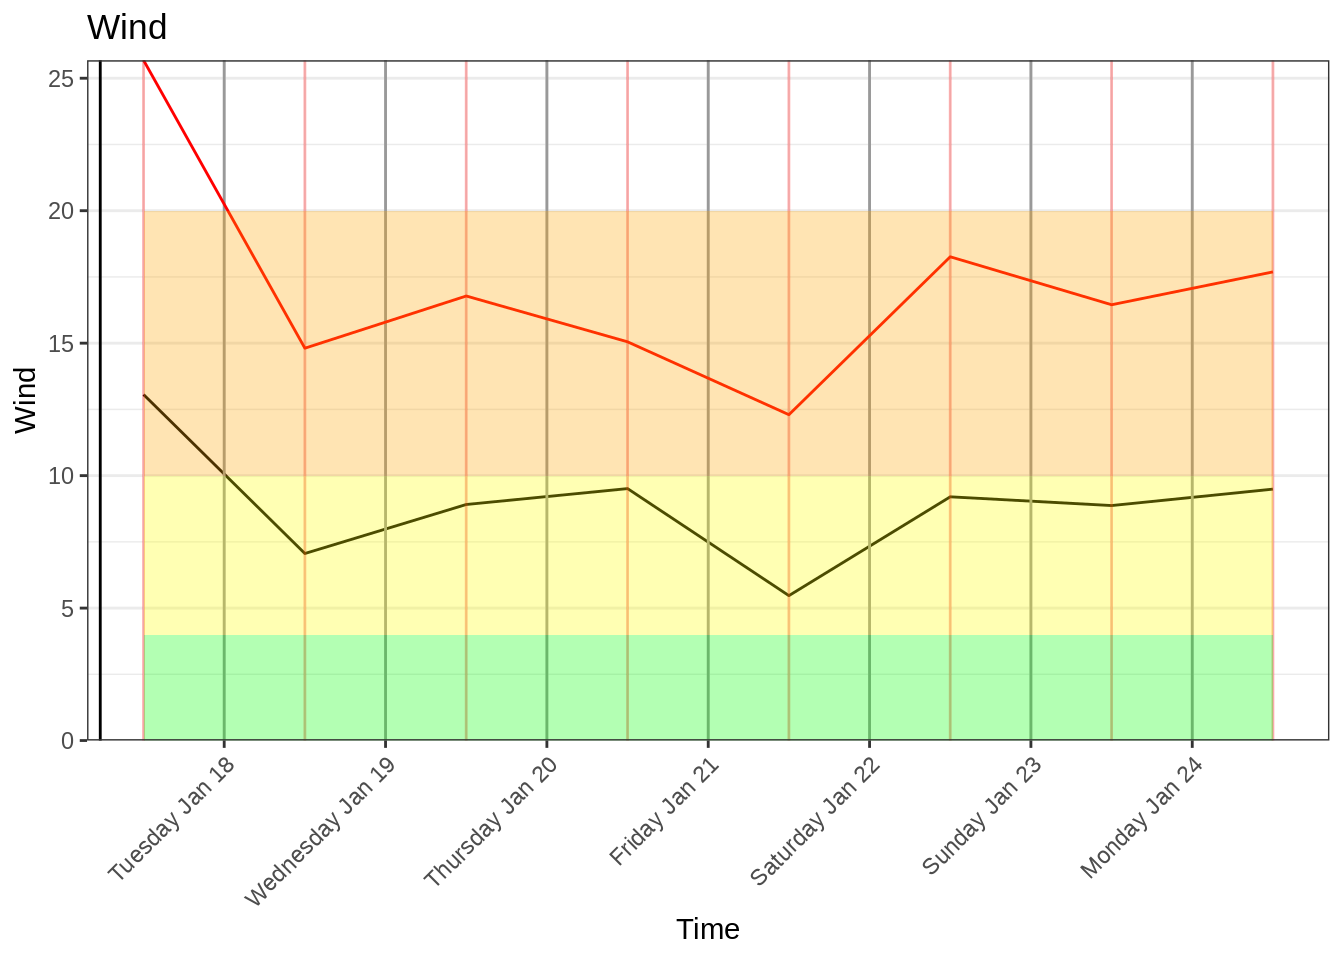 Wind
25
20
15
10
5
0
Wind
Tuesday Jan 18
Wednesday Jan 19
Thursday Jan 20
Friday Jan 21
Saturday Jan 22
Sunday Jan 23
Monday Jan 24
Time